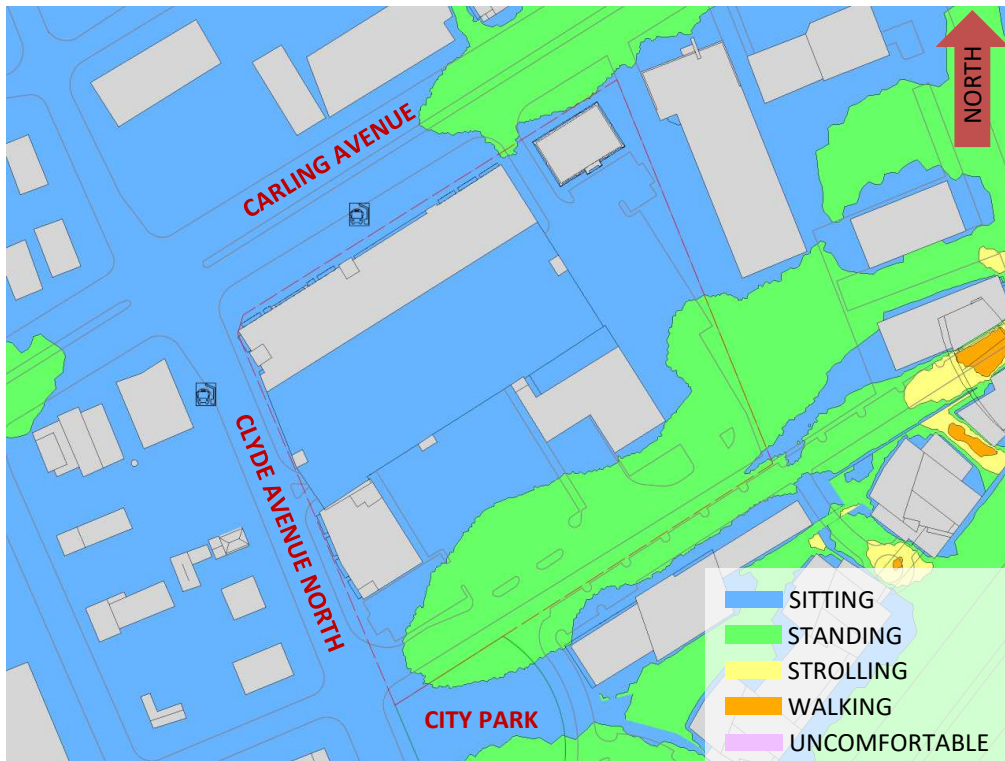 NORTH
CARLING AVENUE
CLYDE AVENUE NORTH
CITY PARK
SITTING
STANDING
STROLLING
WALKING
UNCOMFORTABLE